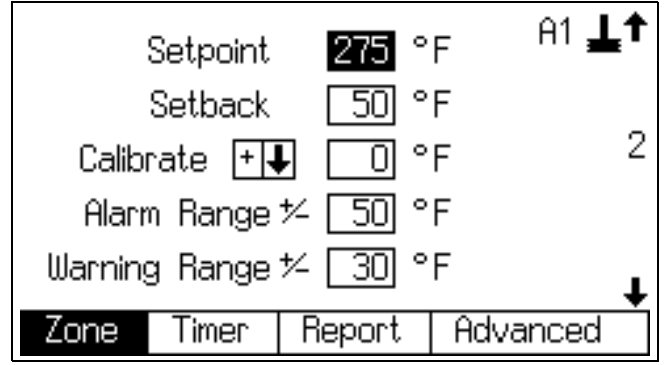 A1
Setpoint 275 °F
Setback 50 °F
Calibrate + 0 °F
2
Alarm Range +/- 50 °F
Warning Range +/- 30 °F
Zone Timer Report Advanced